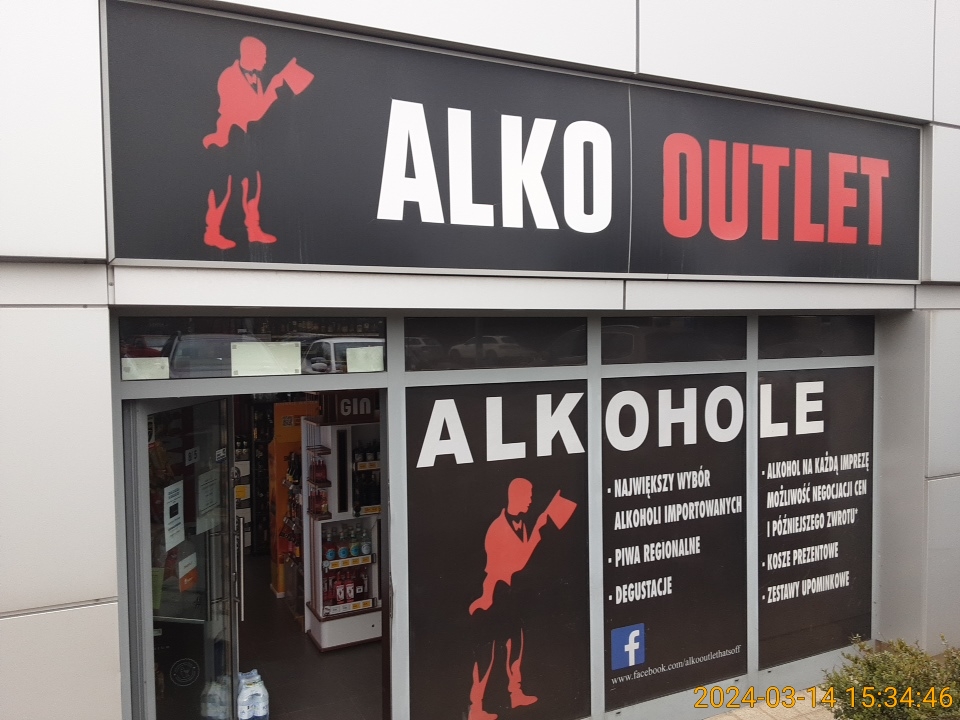 ALKO OUTLET
GIN
ALKOHOLE
· NAJWIĘKSZY WYBÓR
ALKOHOLI IMPORTOWANYCH
· PIWA REGIONALNE
· DEGUSTACJE
· ALKOHOL NA KAŻDĄ IMPREZĘ
MOŻLIWOŚĆ NEGOCJACJI CEN
I PÓŹNIEJSZEGO ZWROTU*
· KOSZE PREZENTOWE
· ZESTAWY UPOMINKOWE
f
www.facebook.com/alkooutlethatsoff
2024-03-14 15:34:46